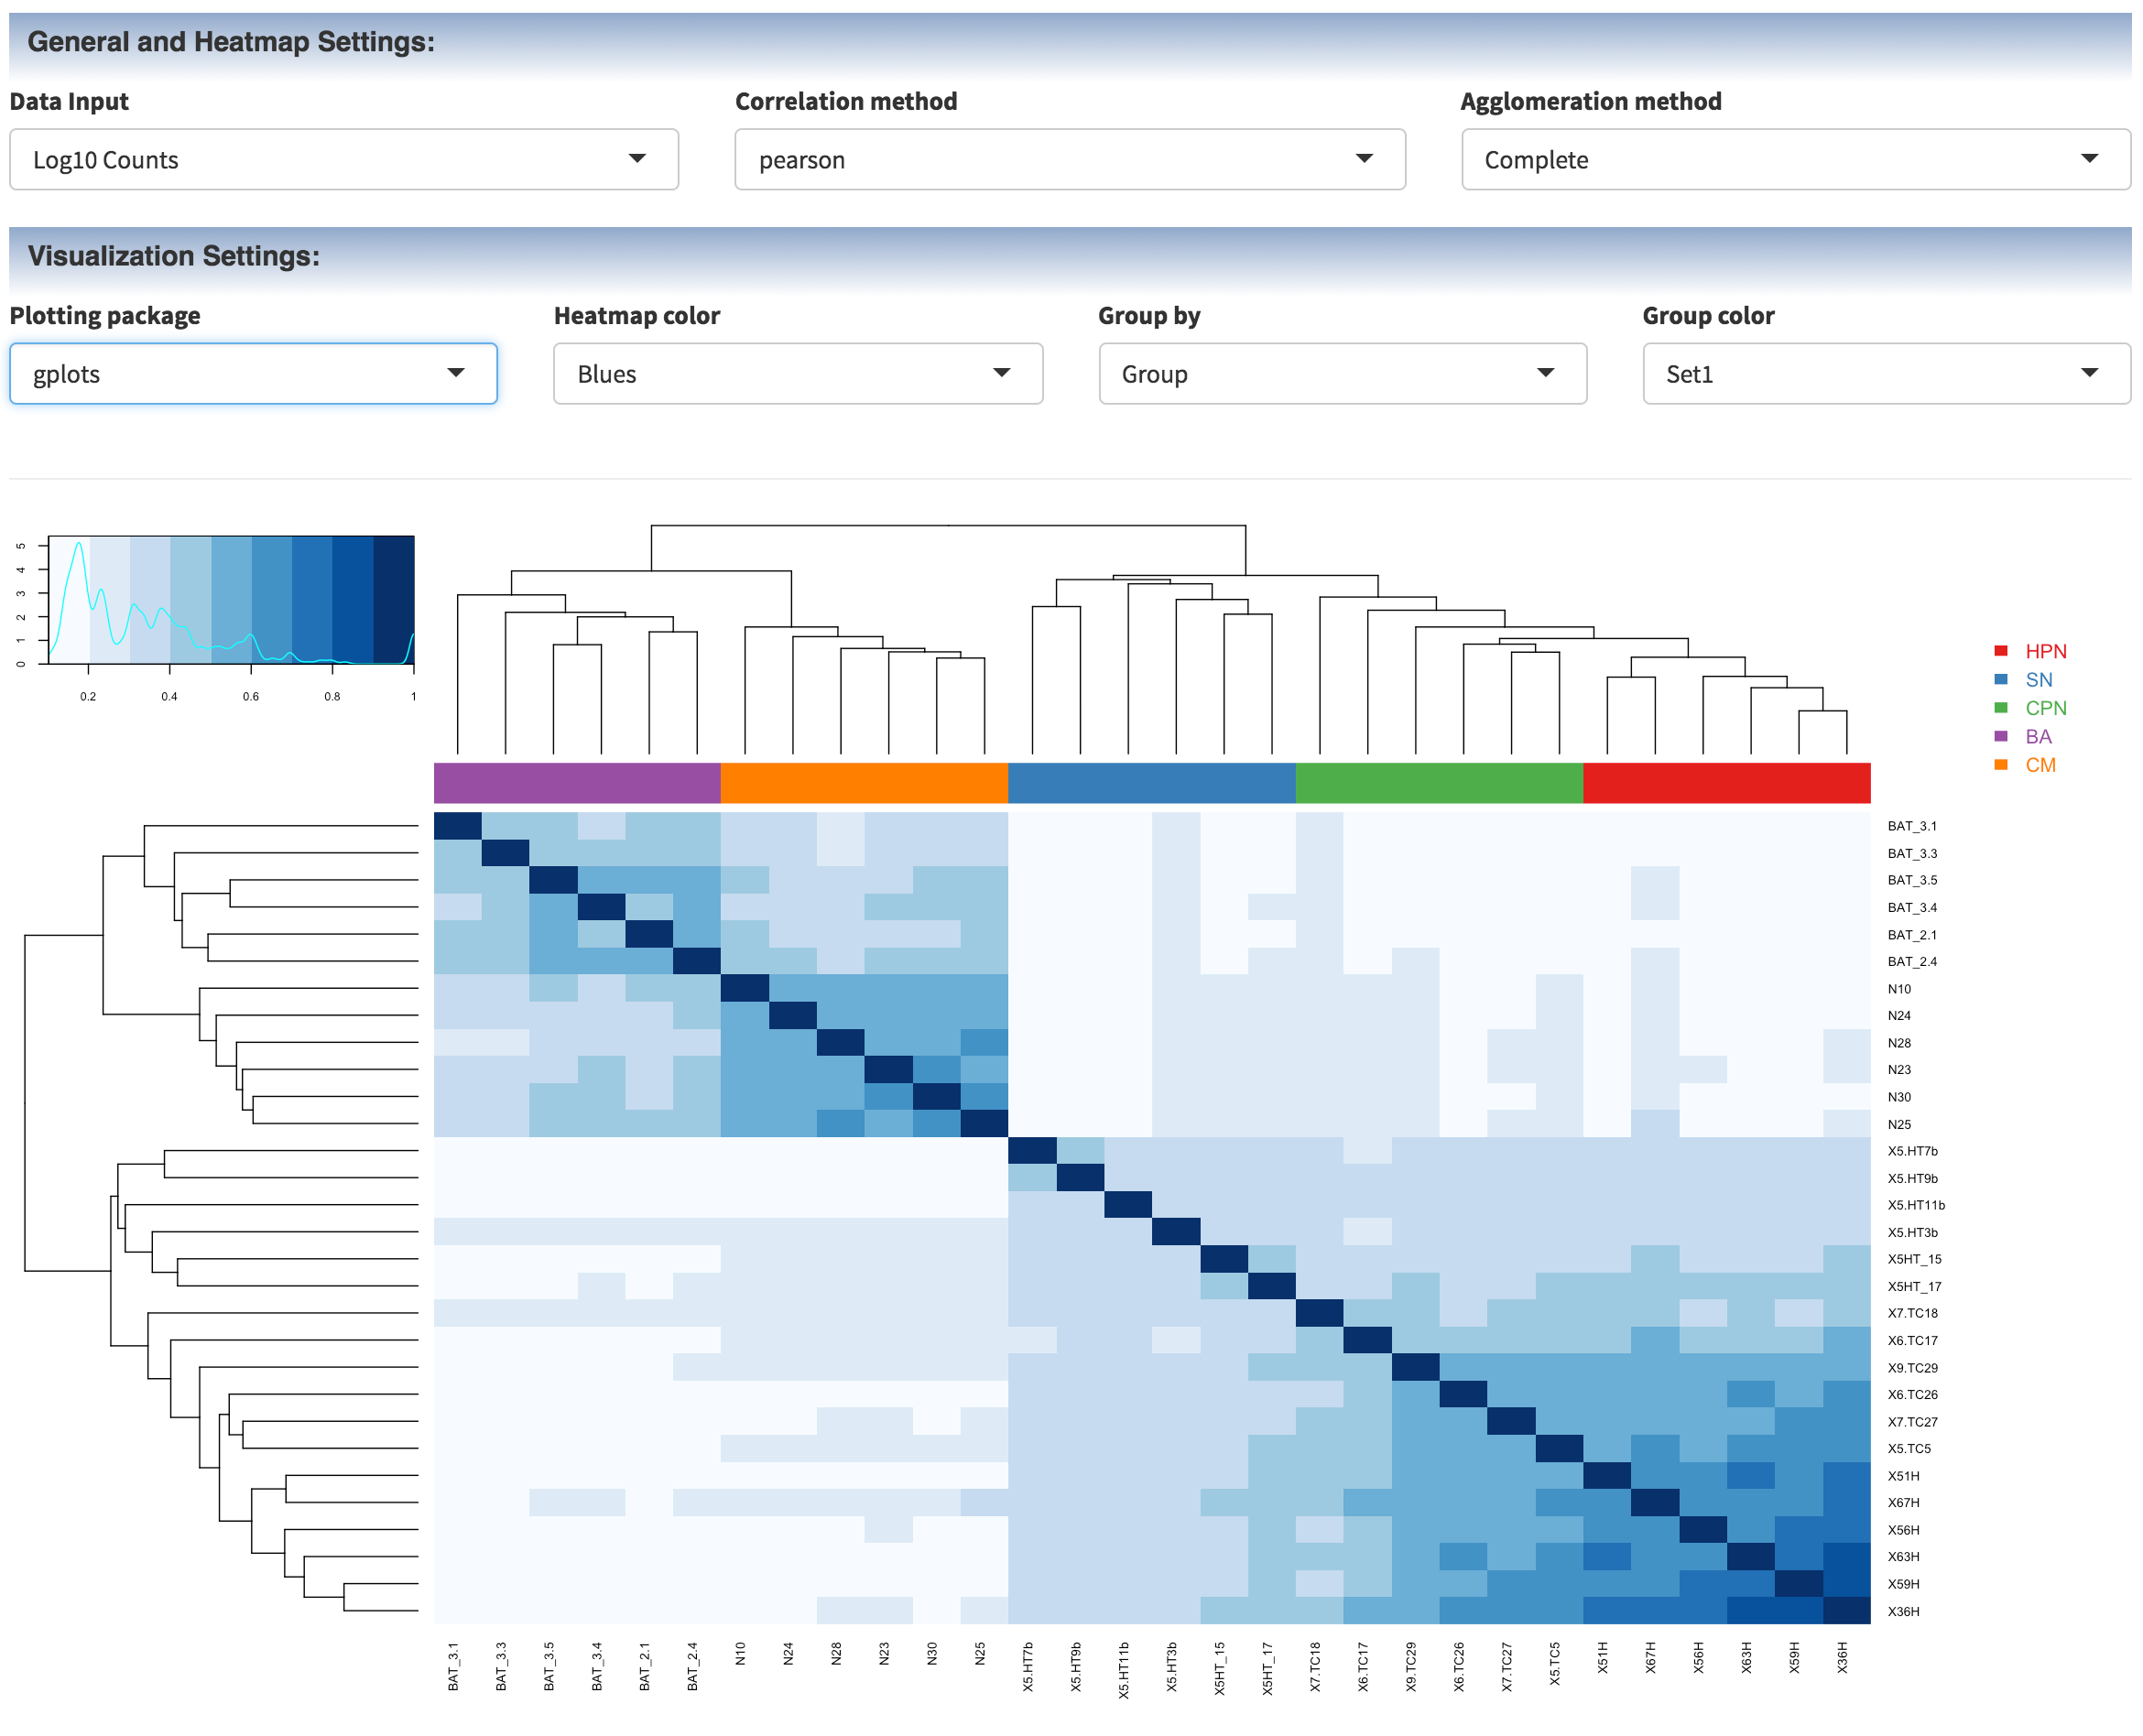 General and Heatmap Settings:
Data Input
Correlation method
Agglomeration method
Log10 Counts
pearson
Complete
Visualization Settings:
Plotting package
Heatmap color
Group by
Group color
gplots
Blues
Group
Set1
5
4
3
2
1
0
0.2 0.4 0.6 0.8 1
HPN
SN
CPN
BA
CM
BAT_3.1
BAT_3.3
BAT_3.5
BAT_3.4
BAT_2.1
BAT_2.4
N10
N24
N28
N23
N30
N25
X5.HT7b
X5.HT9b
X5.HT11b
X5.HT3b
X5HT_15
X5HT_17
X7.TC18
X6.TC17
X9.TC29
X6.TC26
X7.TC27
X5.TC5
X51H
X67H
X56H
X63H
X59H
X36H
BAT_3.1
BAT_3.3
BAT_3.5
BAT_3.4
BAT_2.1
BAT_2.4
N10
N24
N28
N23
N30
N25
X5.HT7b
X5.HT9b
X5.HT11b
X5.HT3b
X5HT_15
X5HT_17
X7.TC18
X6.TC17
X9.TC29
X6.TC26
X7.TC27
X5.TC5
X51H
X67H
X56H
X63H
X59H
X36H